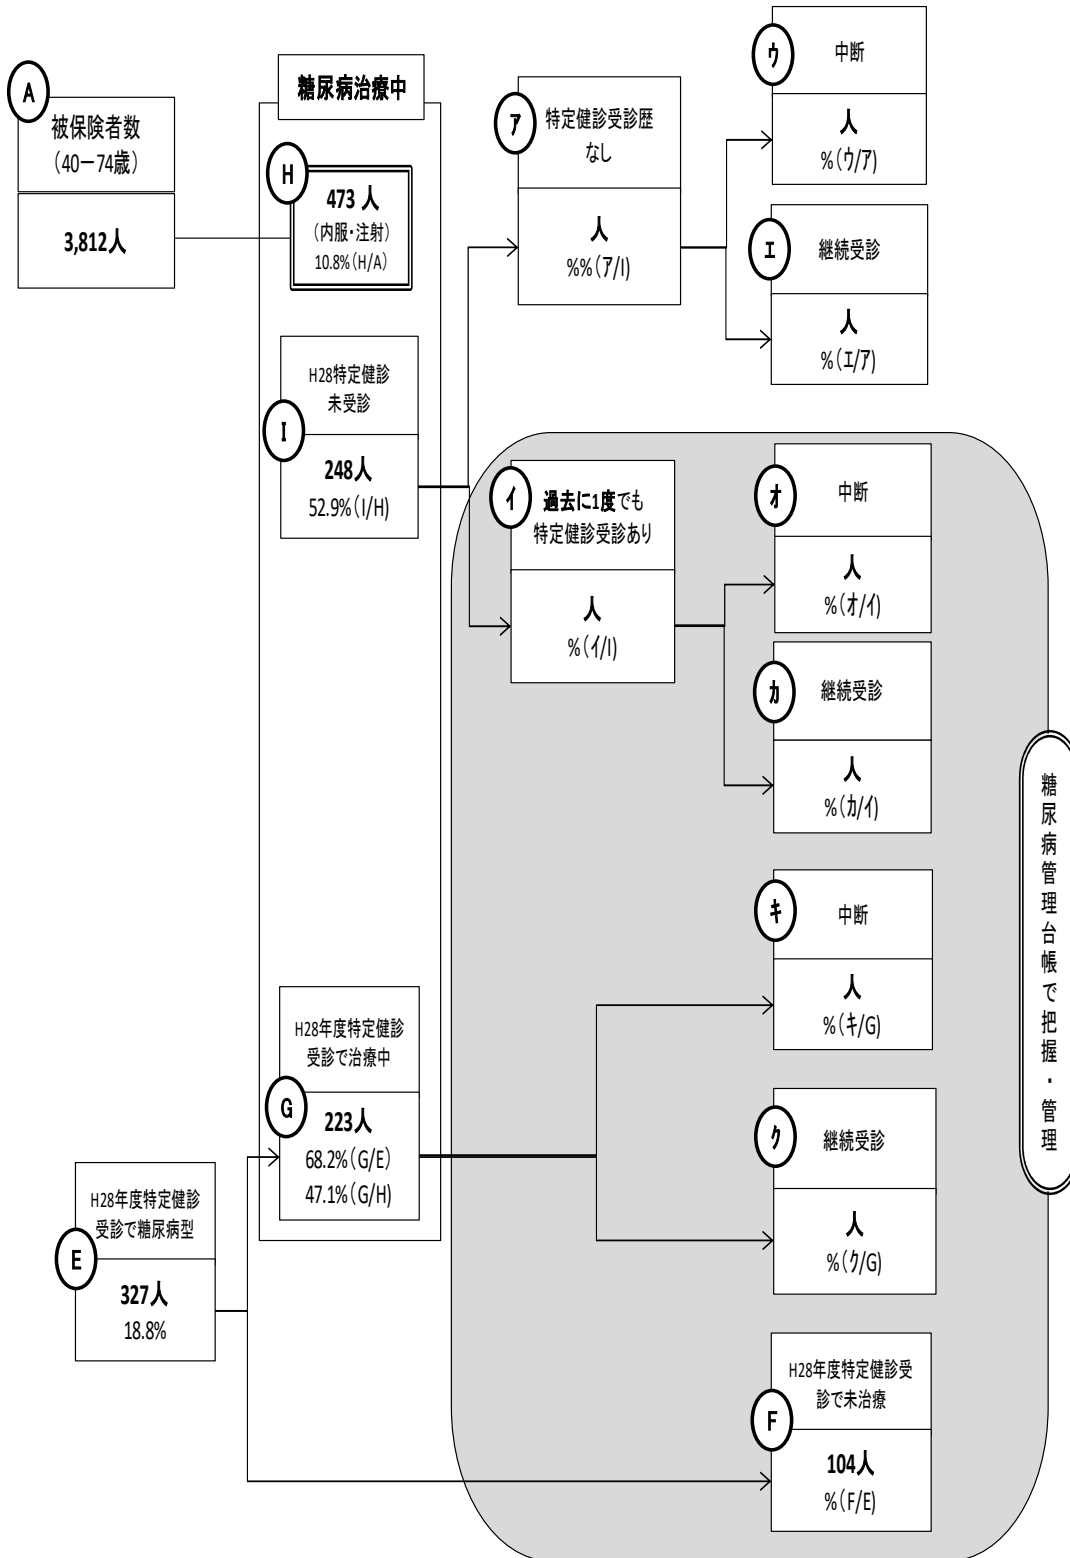 A
被保険者数
（40－74歳）
3,812人
糖尿病治療中
H
473 人
（内服・注射）
10.8%（H/A）
I
H28特定健診
未受診
248人
52.9%（I/H）
ア
特定健診受診歴
なし
人
%%（ア/I）
ウ
中断
人
%（ウ/ア）
エ
継続受診
人
%（エ/ア）
イ
過去に1度でも
特定健診受診あり
人
%（イ/I）
オ
中断
人
%（オ/イ）
カ
継続受診
人
%（カ/イ）
キ
中断
人
%（キ/G）
G
H28年度特定健診
受診で治療中
223人
68.2%（G/E）
47.1%（G/H）
ク
継続受診
人
%（ク/G）
E
H28年度特定健診
受診で糖尿病型
327人
18.8%
F
H28年度特定健診受
診で未治療
104人
%（F/E）
糖尿病管理台帳で把握・管理